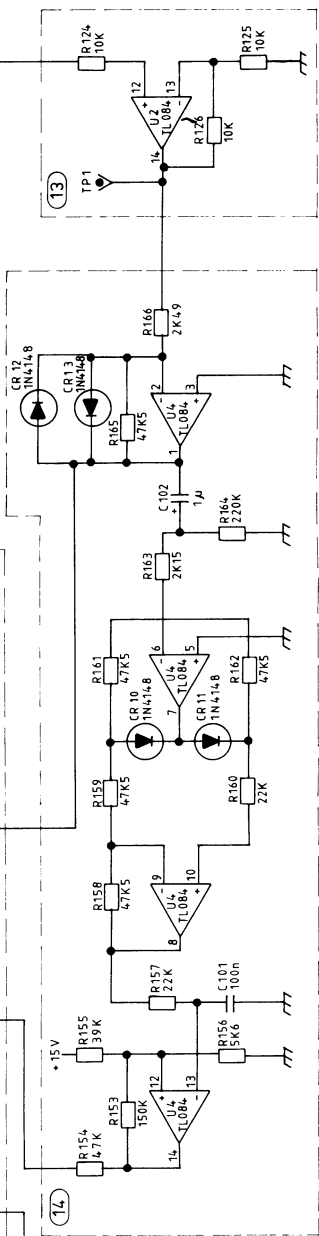 13
R124
10K
R125
10K
12
13
+
-
U2
TL084
14
R126
10K
TP1
R166
2K49
CR12
1N4148
CR13
1N4148
R165
47K5
2
3
-
+
U4
TL084
1
C102
1µ
+
R164
220K
R163
2K15
6
5
-
+
U4
TL084
7
R161
47K5
R162
47K5
CR10
1N4148
CR11
1N4148
R159
47K5
R160
22K
R158
47K5
9
10
-
+
U4
TL084
8
R157
22K
C101
100n
+15V
R155
39K
R156
5K6
R153
150K
R154
47K
12
13
+
-
U4
TL084
14
14